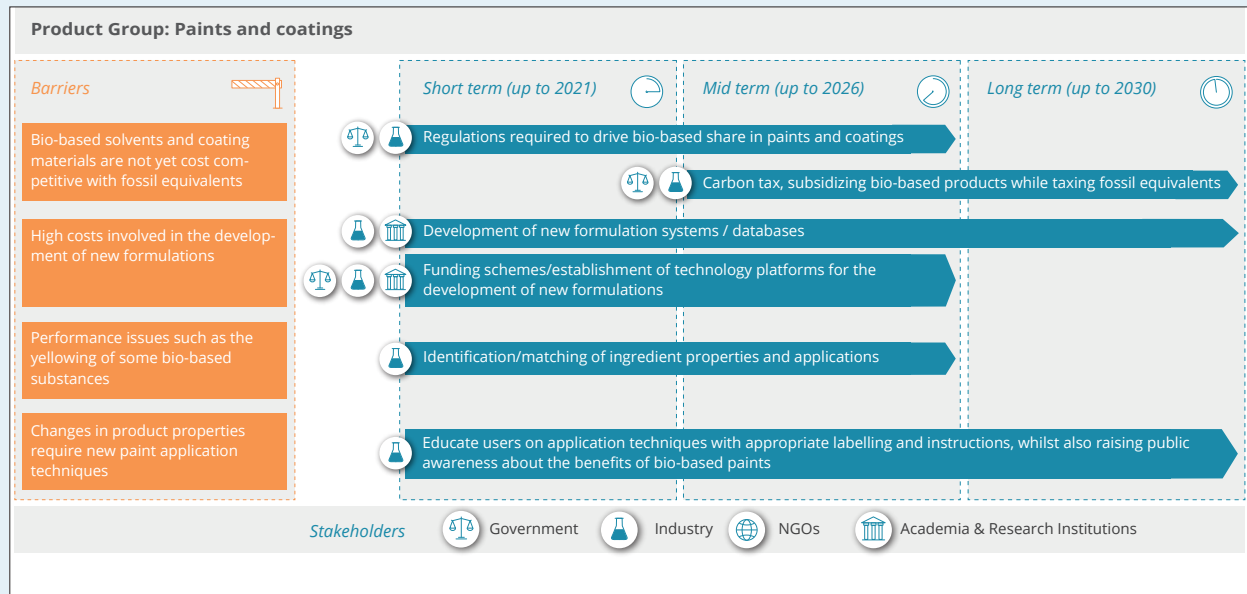 Product Group: Paints and coatings
Barriers
Short term (up to 2021)
Mid term (up to 2026)
Long term (up to 2030)
Bio-based solvents and coating
materials are not yet cost com-
petitive with fossil equivalents
Regulations required to drive bio-based share in paints and coatings
Carbon tax, subsidizing bio-based products while taxing fossil equivalents
High costs involved in the develop-
ment of new formulations
Development of new formulation systems / databases
Funding schemes/establishment of technology platforms for the
development of new formulations
Performance issues such as the
yellowing of some bio-based
substances
Identification/matching of ingredient properties and applications
Changes in product properties
require new paint application
techniques
Educate users on application techniques with appropriate labelling and instructions, whilst also raising public
awareness about the benefits of bio-based paints
Stakeholders
Government
Industry
NGOs
Academia & Research Institutions